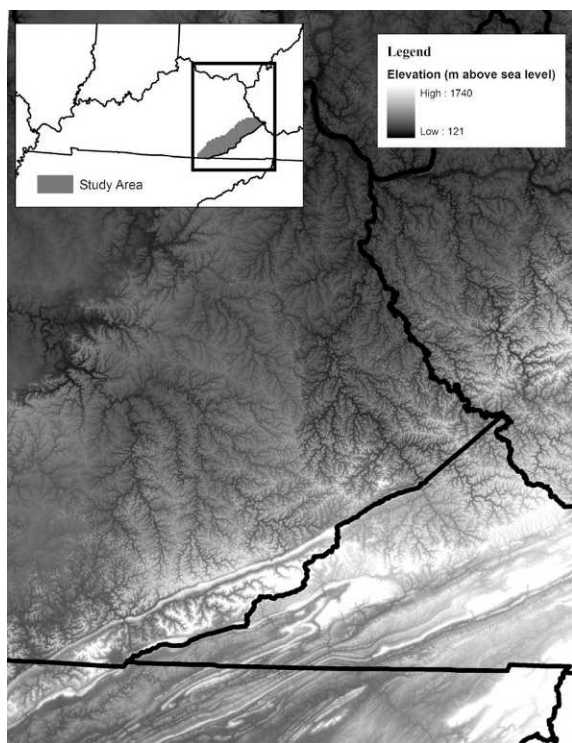 Study Area
Legend
Elevation (m above sea level)
High : 1740
Low : 121